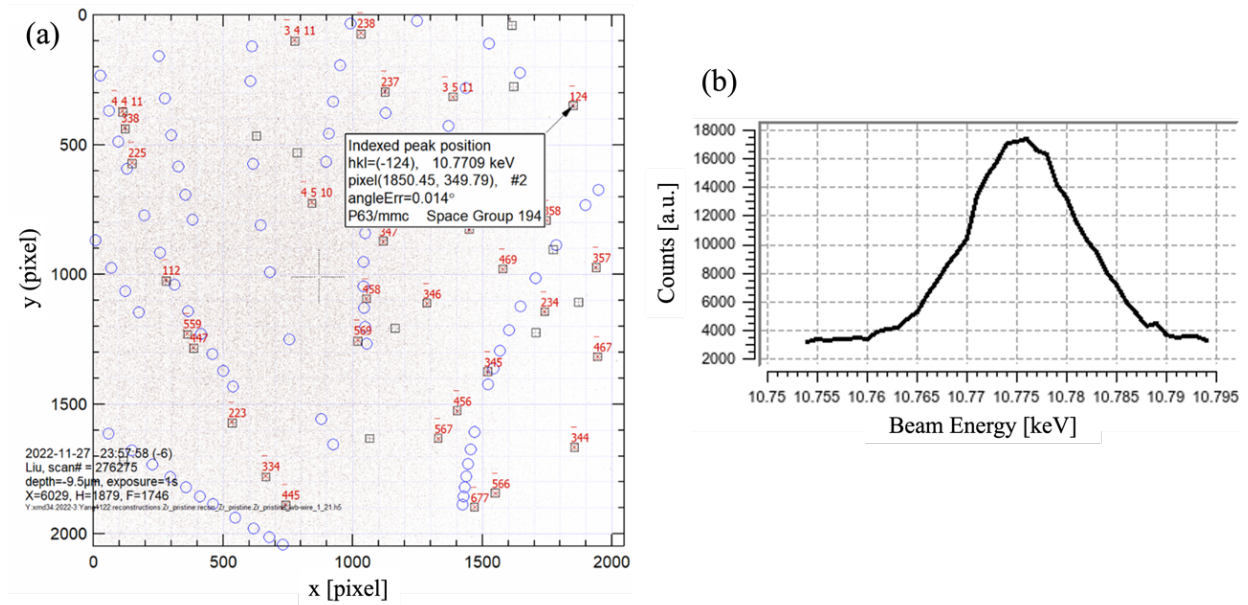 (a)
(b)
0
500
1000
1500
2000
y (pixel)
0
500
1000
1500
2000
x [pixel]
3 4 11
238
237
3 5 11
124
4 4 11
338
225
4 5 10
Indexed peak position
hkl=(-124), 10.7709 keV
pixel(1850.45, 349.79), #2
angleErr=0.014°
P63/mmc Space Group 194
358
347
469
357
112
458
346
234
559
447
569
467
345
456
223
567
344
334
566
445
677
2022-11-27 23:57:58 (-6)
Liu, scan# = 276275
depth=-9.5µm, exposure=1s
X=6029, H=1879, F=1746
18000
16000
14000
12000
10000
8000
6000
4000
2000
Counts [a.u.]
10.75
10.755
10.76
10.765
10.77
10.775
10.78
10.785
10.79
10.795
Beam Energy [keV]